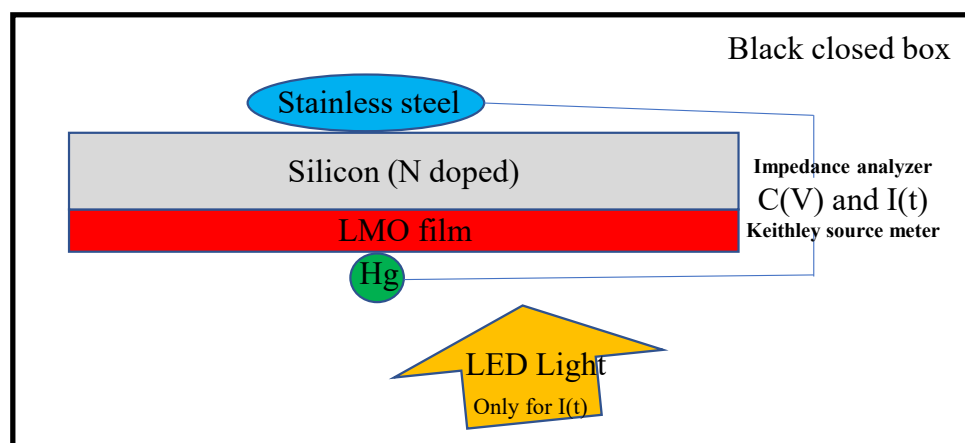 Black closed box
Stainless steel
Silicon (N doped)
Impedance analyzer
C(V) and I(t)
Keithley source meter
LMO film
Hg
LED Light
Only for I(t)